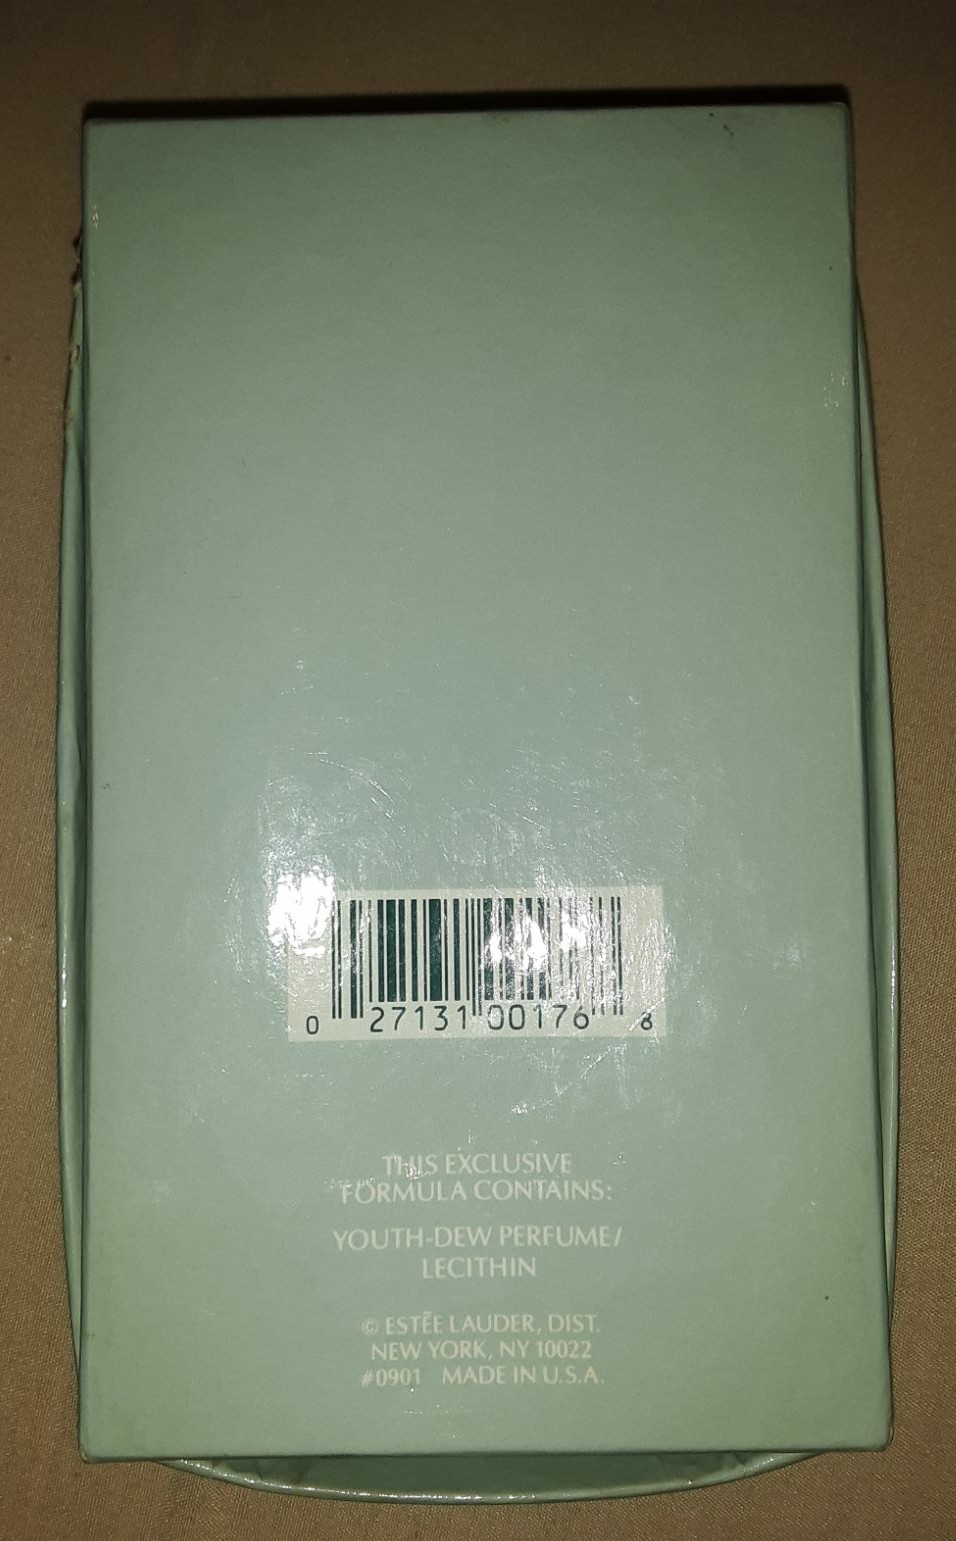 0 27131 00176 8
THIS EXCLUSIVE
FORMULA CONTAINS:
YOUTH-DEW PERFUME/
LECITHIN
© ESTĒE LAUDER, DIST.
NEW YORK, NY 10022
#0901 MADE IN U.S.A.